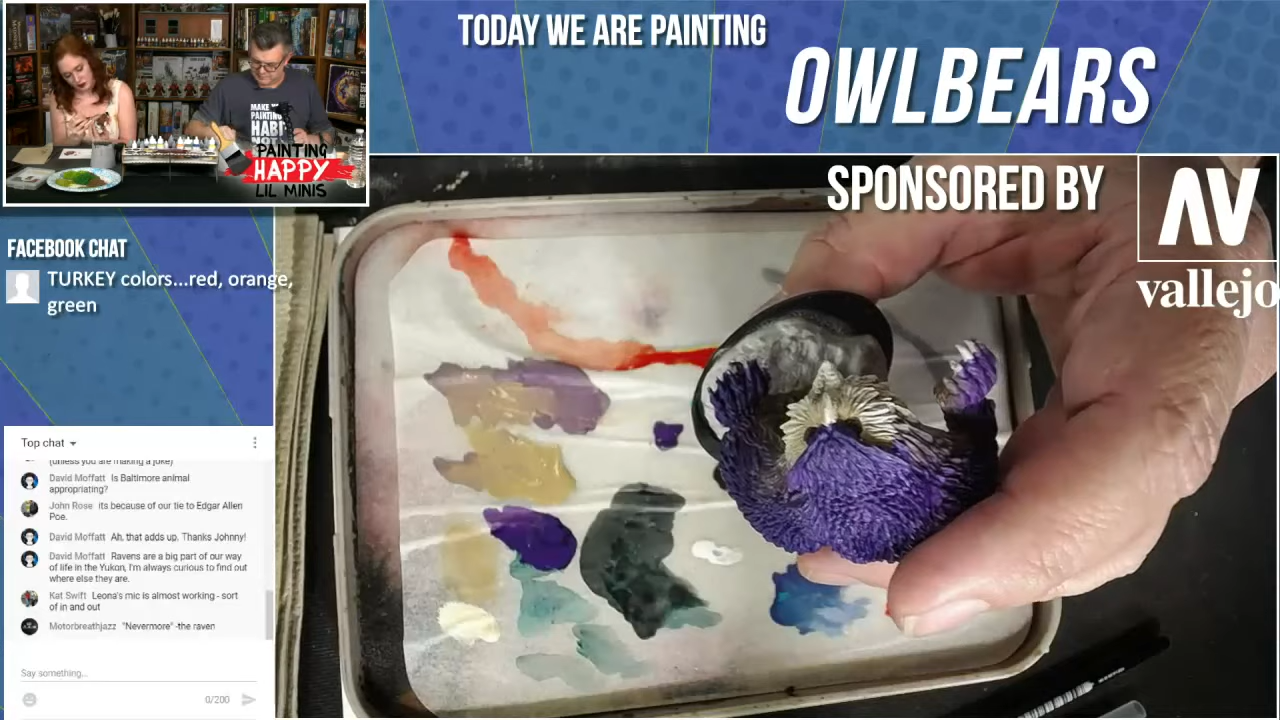 TODAY WE ARE PAINTING
OWLBEARS
SPONSORED BY
AV
vallejo
MAKE
PAINTING
HAPPY
LIL MINIS
FACEBOOK CHAT
TURKEY colors...red, orange,
green
Top chat
(unless you are making a joke)
David Moffatt Is Baltimore animal
appropriating?
John Rose its because of our tie to Edgar Allen
Poe.
David Moffatt Ah, that adds up. Thanks Johnny!
David Moffatt Ravens are a big part of our way
of life in the Yukon, I'm always curious to find out
where else they are.
Kat Swift Leona's mic is almost working - sort
of in and out
Motorbreathjazz "Nevermore" -the raven
Say something...
0/200